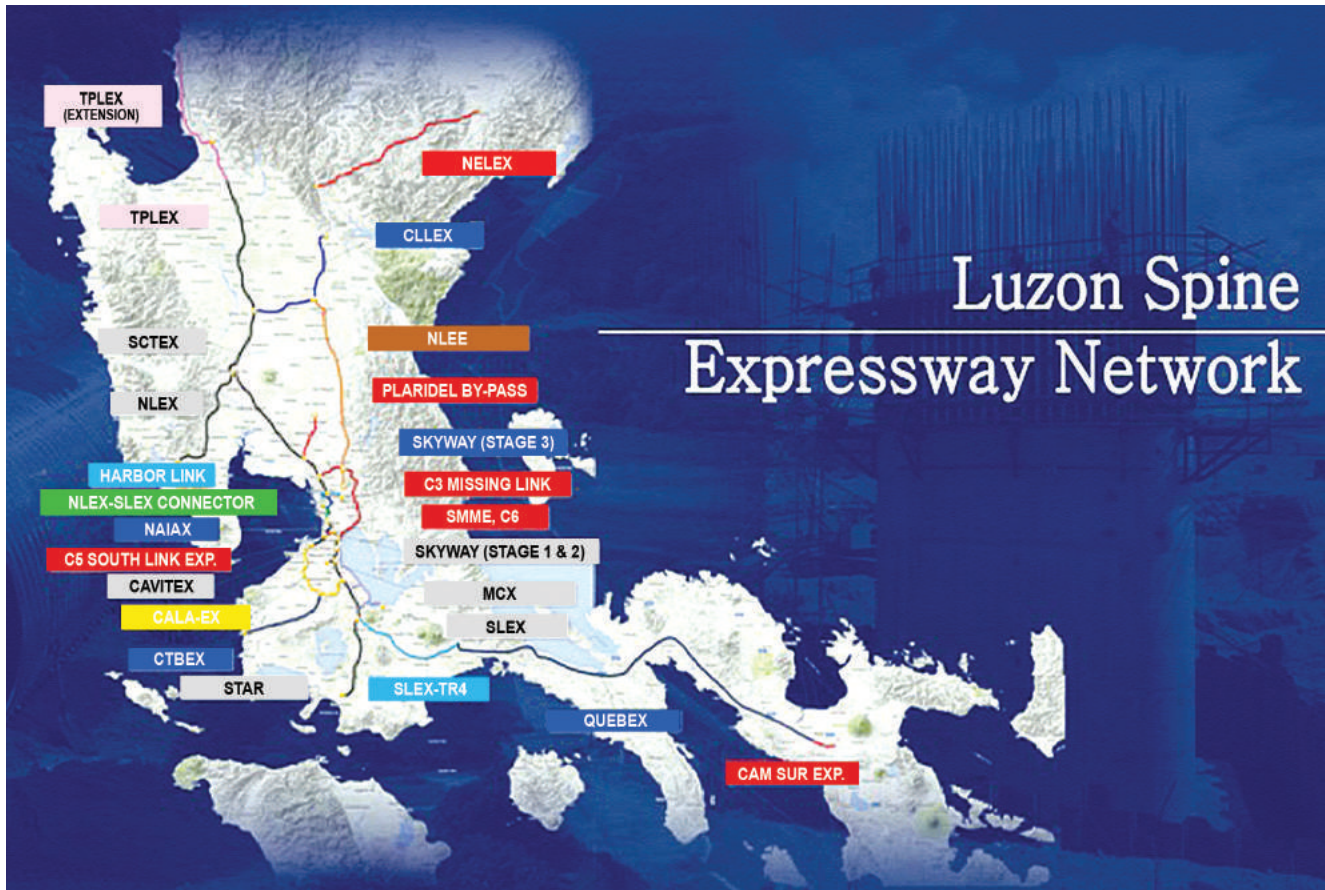 TPLEX
(EXTENSION)
NELEX
TPLEX
CLLEX
Luzon Spine
Expressway Network
SCTEX
NLEE
NLEX
PLARIDEL BY-PASS
SKYWAY (STAGE 3)
HARBOR LINK
C3 MISSING LINK
NLEX-SLEX CONNECTOR
SMME, C6
NAIAX
SKYWAY (STAGE 1 & 2)
C5 SOUTH LINK EXP.
CAVITEX
MCX
CALA-EX
SLEX
CTBEX
STAR
SLEX-TR4
QUEBEX
CAM SUR EXP.